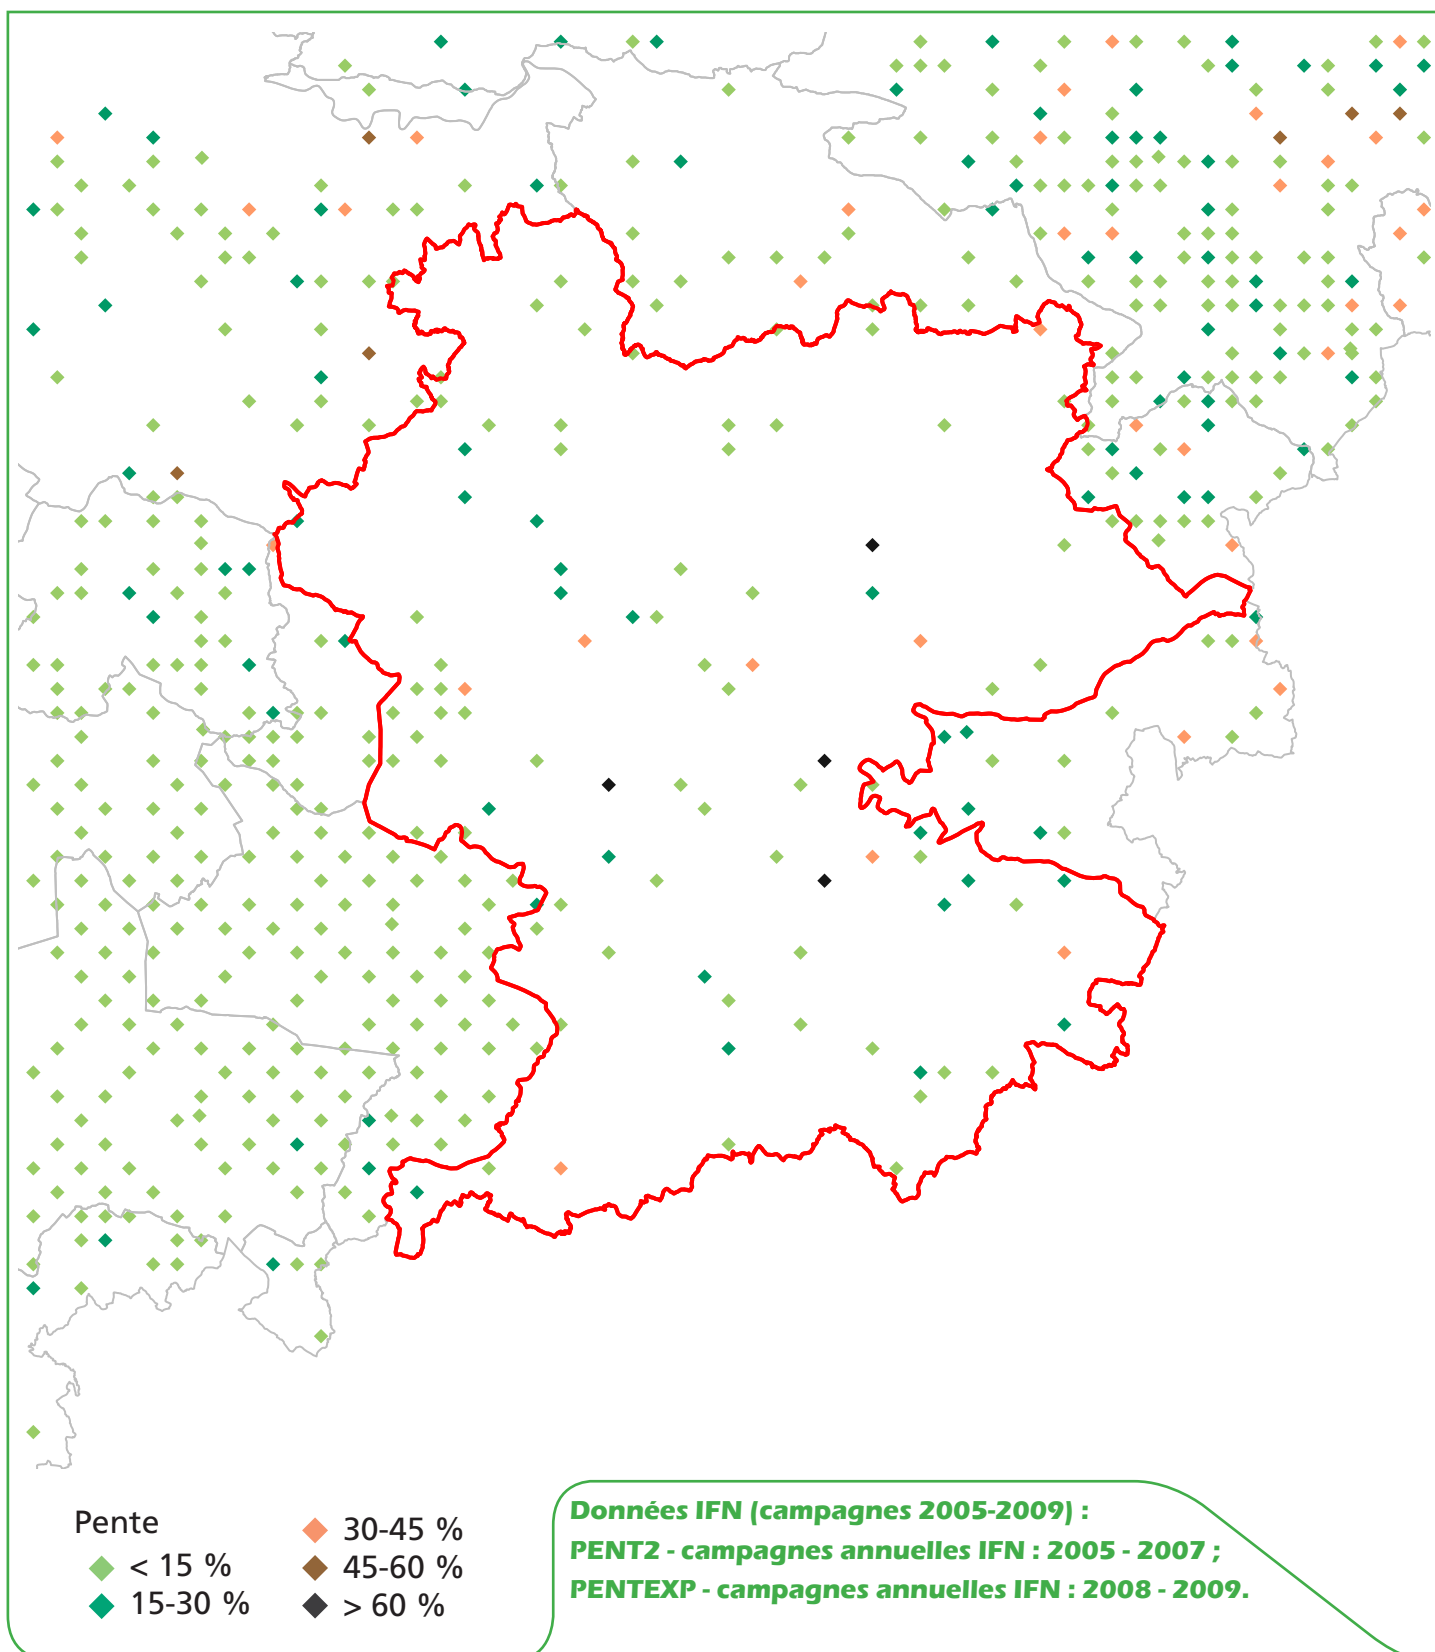 Pente
< 15 %
15-30 %
30-45 %
45-60 %
> 60 %
Données IFN (campagnes 2005-2009) :
PENT2 - campagnes annuelles IFN : 2005 - 2007 ;
PENTEXP - campagnes annuelles IFN : 2008 - 2009.